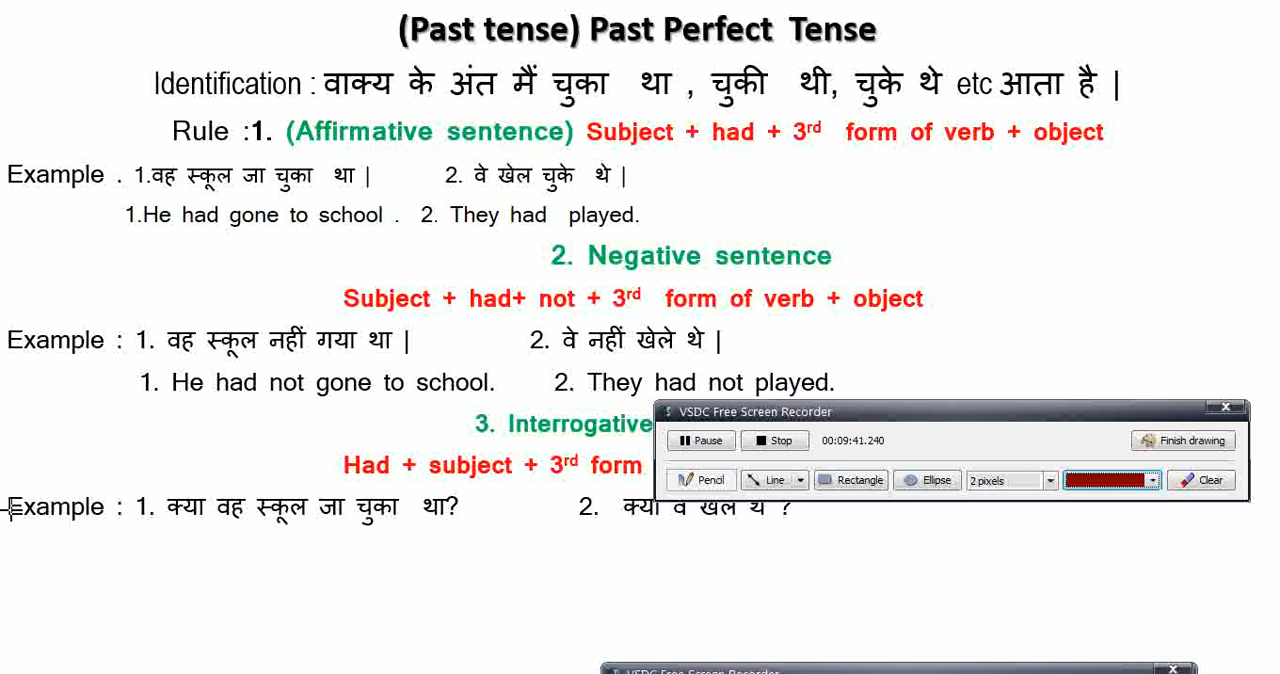 (Past tense) Past Perfect Tense
Identification : वाक्य के अंत मैं चुका था , चुकी थी, चुके थे etc आता है |
Rule :1. (Affirmative sentence) Subject + had + 3rd form of verb + object
Example . 1.वह स्कूल जा चुका था | 2. वे खेल चुके थे |
1.He had gone to school . 2. They had played.
2. Negative sentence
Subject + had+ not + 3rd form of verb + object
Example : 1. वह स्कूल नहीं गया था | 2. वे नहीं खेले थे |
1. He had not gone to school. 2. They had not played.
VSDC Free Screen Recorder
3. Interrogative
Pause Stop 00:09:41.240 Finish drawing
Had + subject + 3rd form
Pencil Line Rectangle Ellipse 2 pixels Clear
Example : 1. क्या वह स्कूल जा चुका था? 2. क्या ?
VSDC Free Screen Recorder